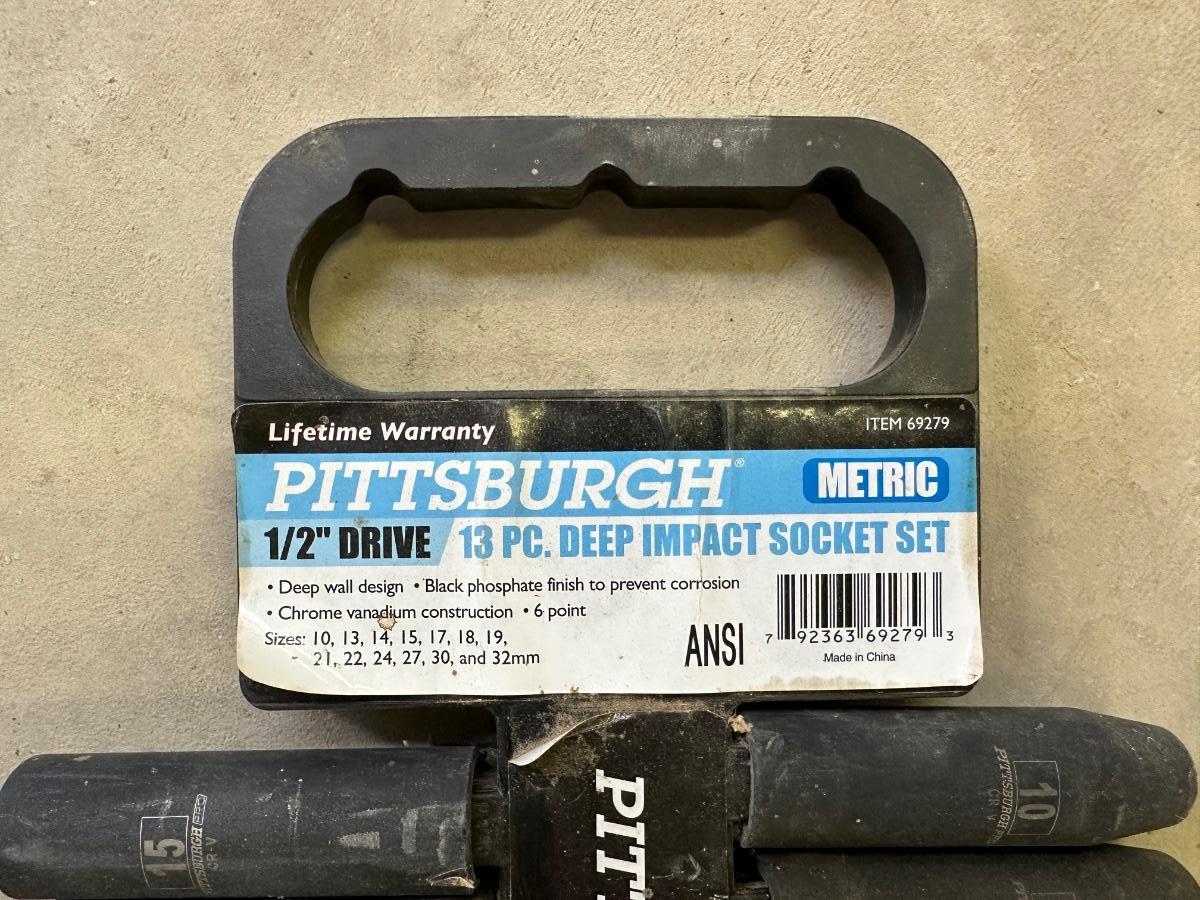 Lifetime Warranty
ITEM 69279
PITTSBURGH®
METRIC
1/2" DRIVE
13 PC. DEEP IMPACT SOCKET SET
• Deep wall design • Black phosphate finish to prevent corrosion
• Chrome vanadium construction • 6 point
Sizes: 10, 13, 14, 15, 17, 18, 19,
21, 22, 24, 27, 30, and 32mm
ANSI
7 92363 69279 3
Made in China
15
PITTSBURGH PRO
CR-V
PITT
10
PITTSBURGH
CR-V